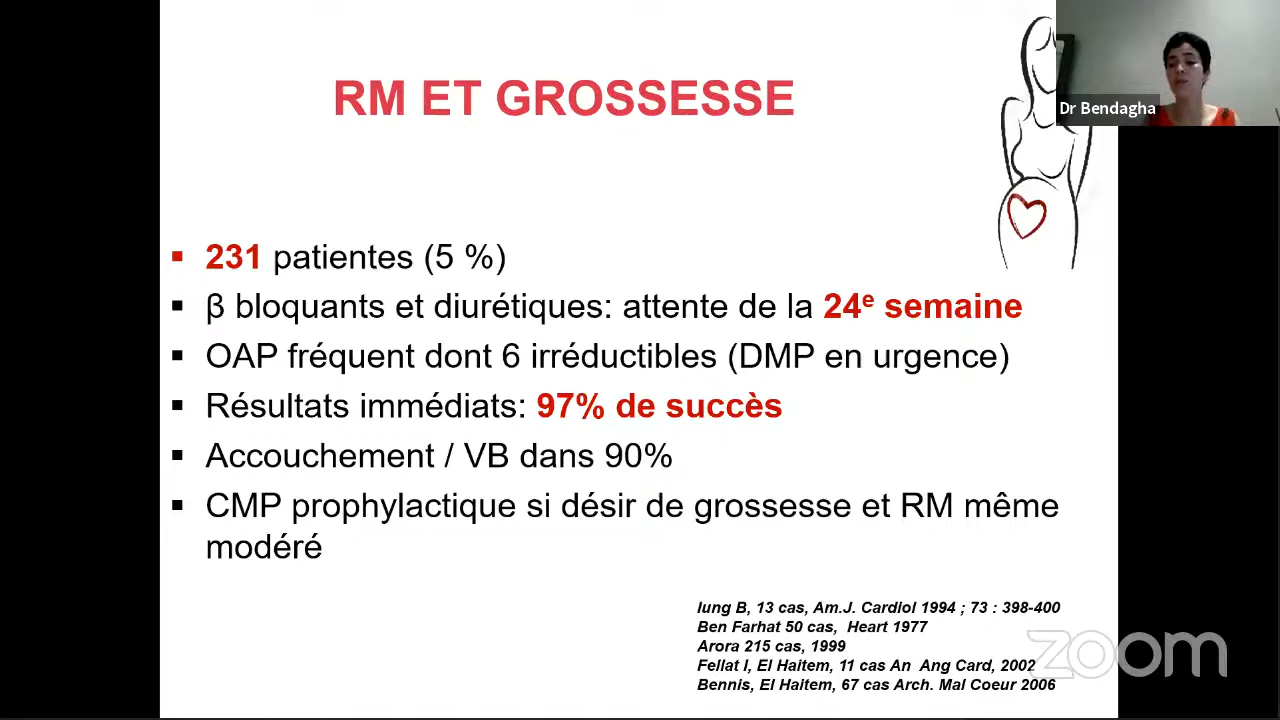 RM ET GROSSESSE
Dr Bendagha
▪ 231 patientes (5 %)
▪ β bloquants et diurétiques: attente de la 24e semaine
▪ OAP fréquent dont 6 irréductibles (DMP en urgence)
▪ Résultats immédiats: 97% de succès
▪ Accouchement / VB dans 90%
▪ CMP prophylactique si désir de grossesse et RM même
modéré
Iung B, 13 cas, Am.J. Cardiol 1994 ; 73 : 398-400
Ben Farhat 50 cas, Heart 1977
Arora 215 cas, 1999
Fellat I, El Haitem, 11 cas An Ang Card, 2002
Bennis, El Haitem, 67 cas Arch. Mal Coeur 2006
zoom